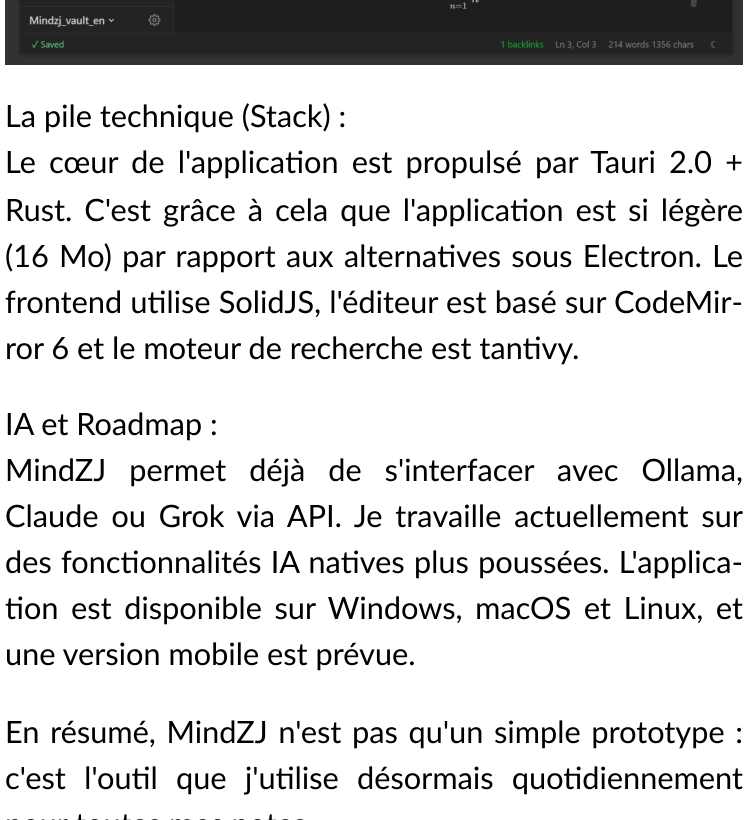 n=1
Mindzj_vault_en
✓ Saved
1 backlinks Ln 3, Col 3 214 words 1356 chars
La pile technique (Stack) :
Le cœur de l'application est propulsé par Tauri 2.0 +
Rust. C'est grâce à cela que l'application est si légère
(16 Mo) par rapport aux alternatives sous Electron. Le
frontend utilise SolidJS, l'éditeur est basé sur CodeMir-
ror 6 et le moteur de recherche est tantivy.
IA et Roadmap :
MindZJ permet déjà de s'interfacer avec Ollama,
Claude ou Grok via API. Je travaille actuellement sur
des fonctionnalités IA natives plus poussées. L'applica-
tion est disponible sur Windows, macOS et Linux, et
une version mobile est prévue.
En résumé, MindZJ n'est pas qu'un simple prototype :
c'est l'outil que j'utilise désormais quotidiennement
pour toutes mes notes.